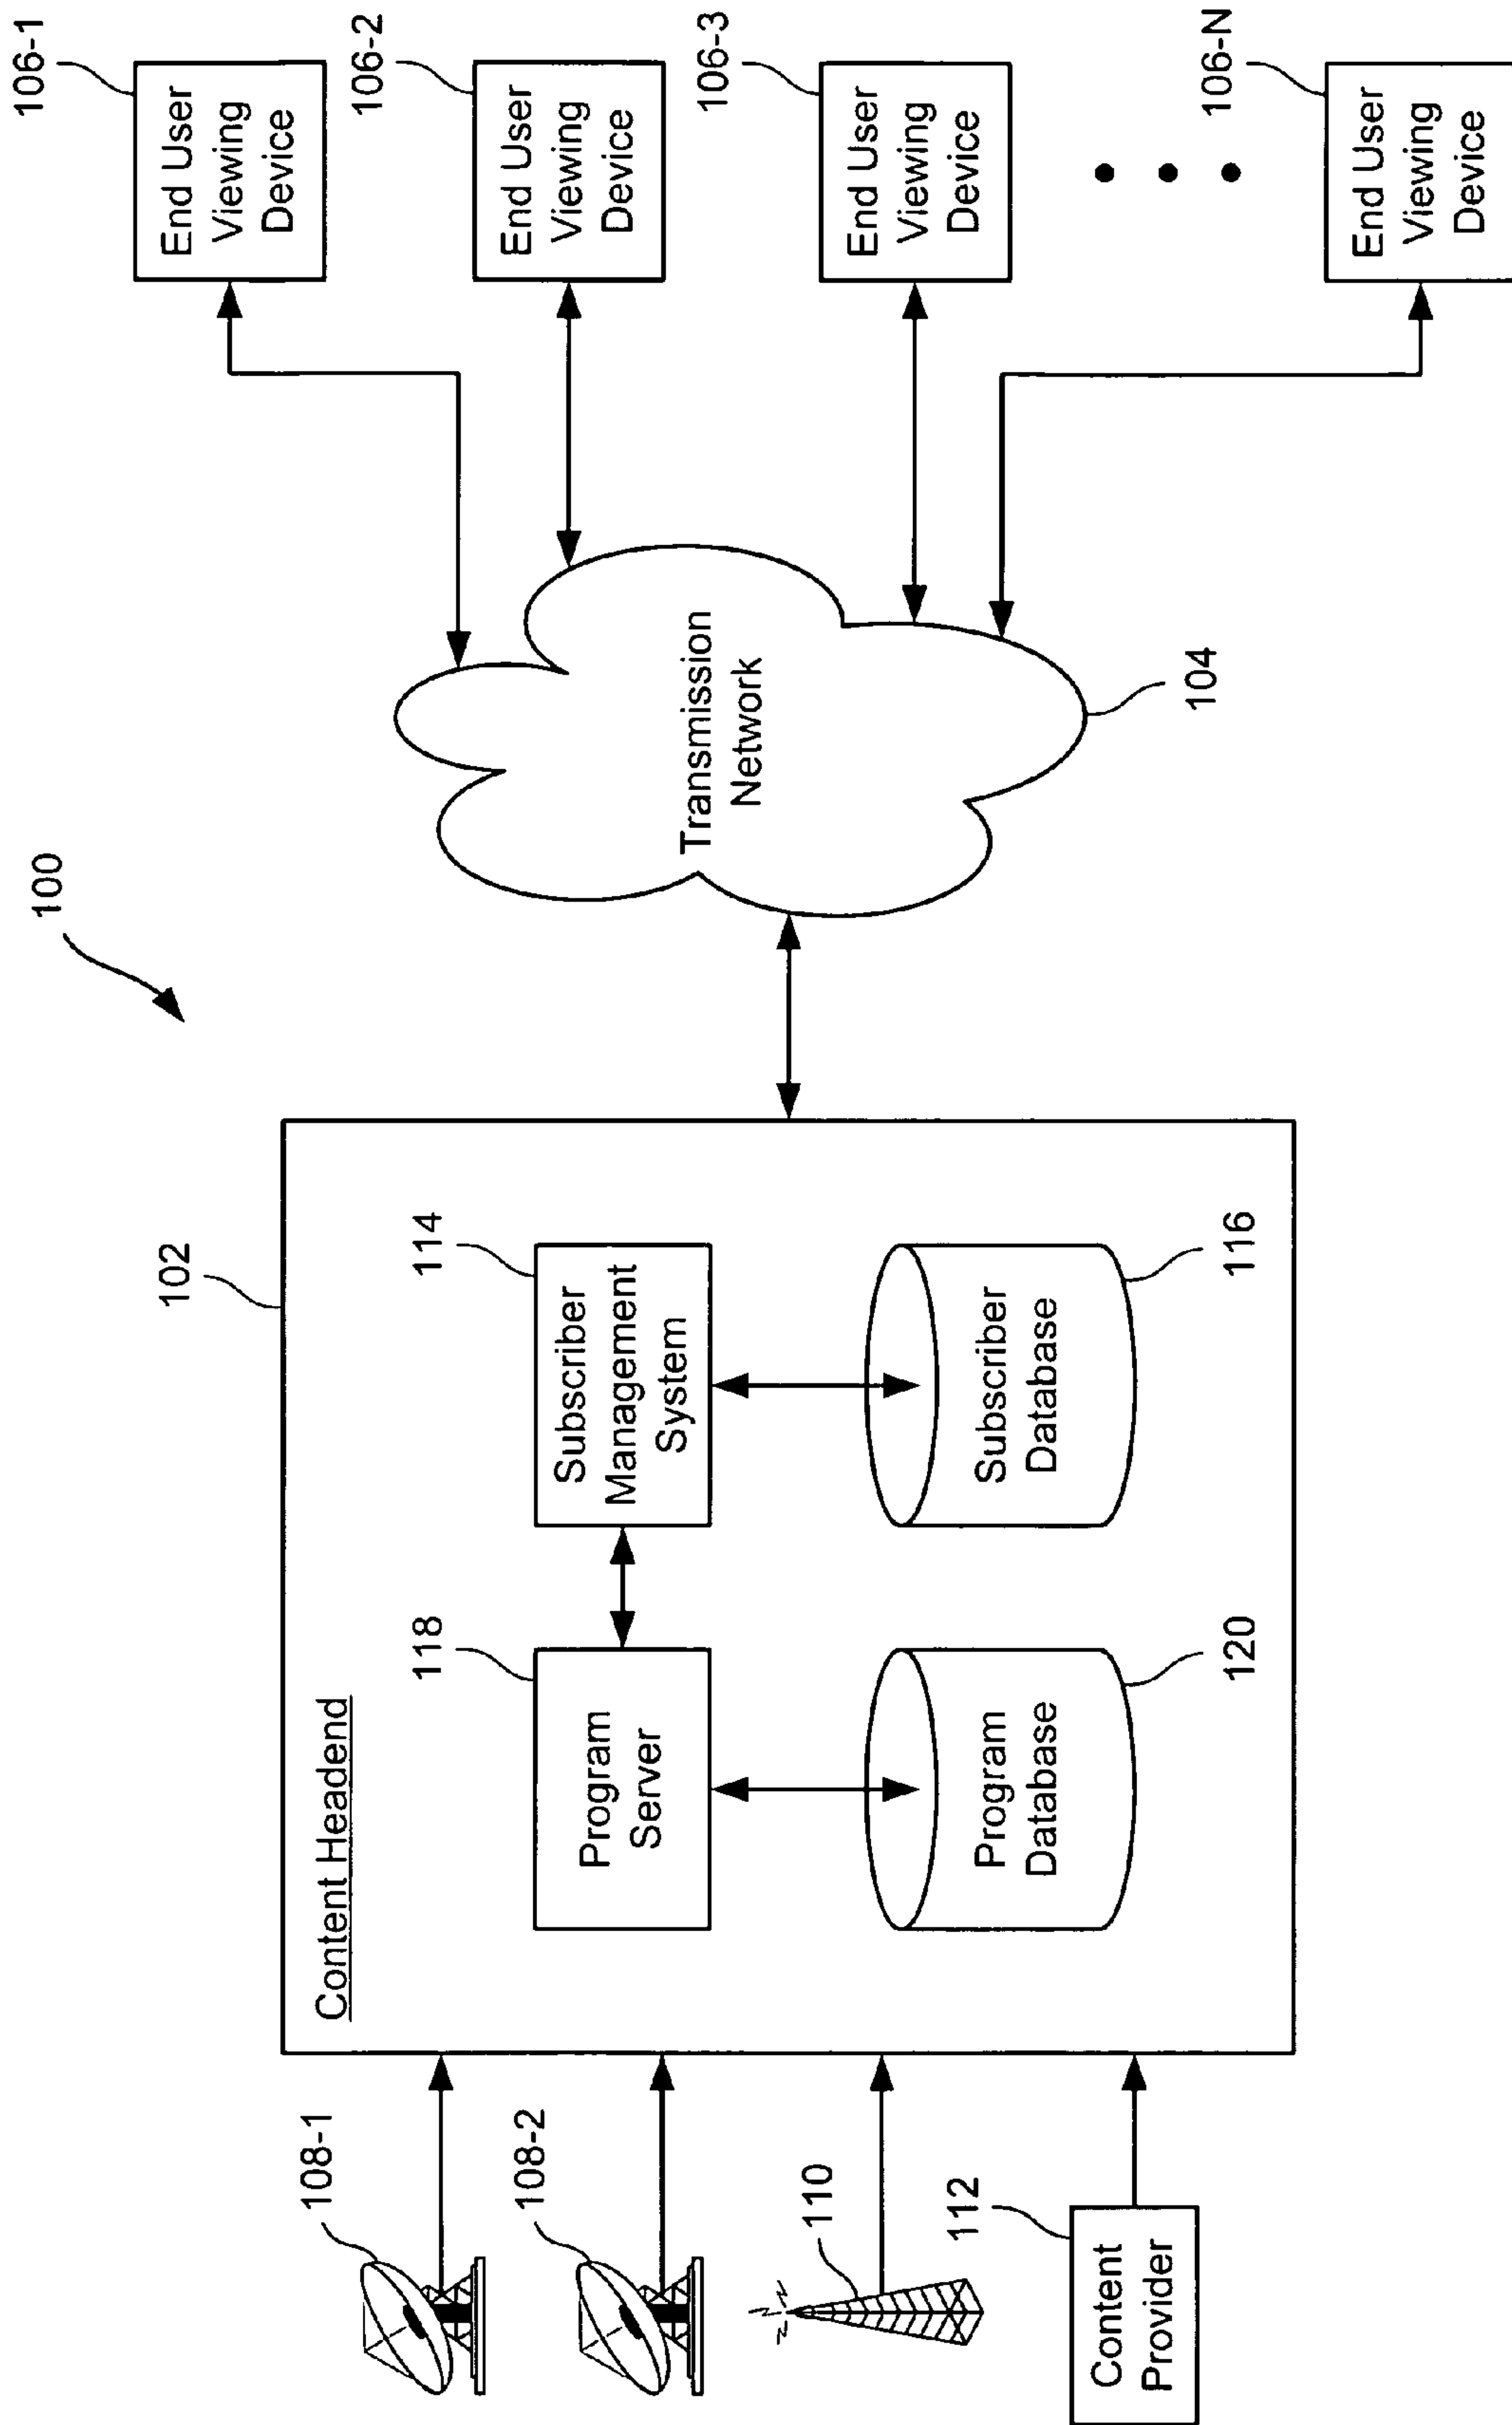 100
108-1
108-2
110
112
Content
Provider
102
Content Headend
118
Program
Server
114
Subscriber
Management
System
Program
Database
120
Subscriber
Database
116
Transmission
Network
104
106-1
End User
Viewing
Device
106-2
End User
Viewing
Device
106-3
End User
Viewing
Device
106-N
End User
Viewing
Device